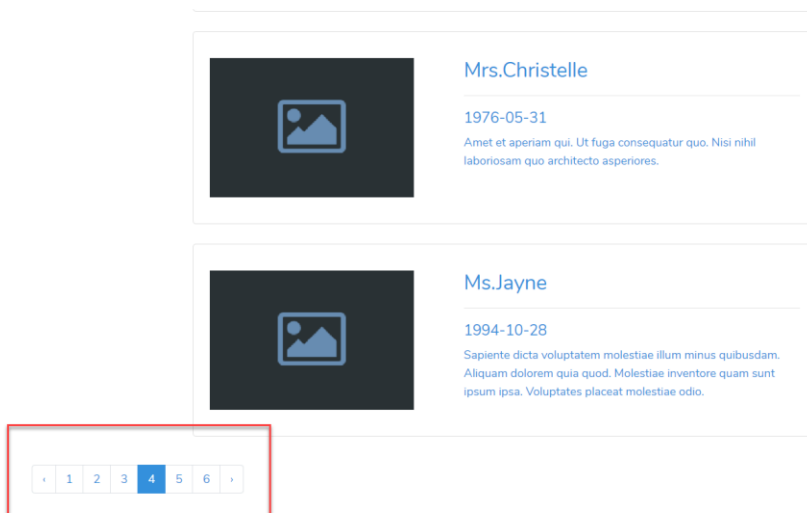 Mrs.Christelle
1976-05-31
Amet et aperiam qui. Ut fuga consequatur quo. Nisi nihil
laboriosam quo architecto asperiores.
Ms.Jayne
1994-10-28
Sapiente dicta voluptatem molestiae illum minus quibusdam.
Aliquam dolorem quia quod. Molestiae inventore quam sunt
ipsum ipsa. Voluptates placeat molestiae odio.
‹ 1 2 3 4 5 6 ›